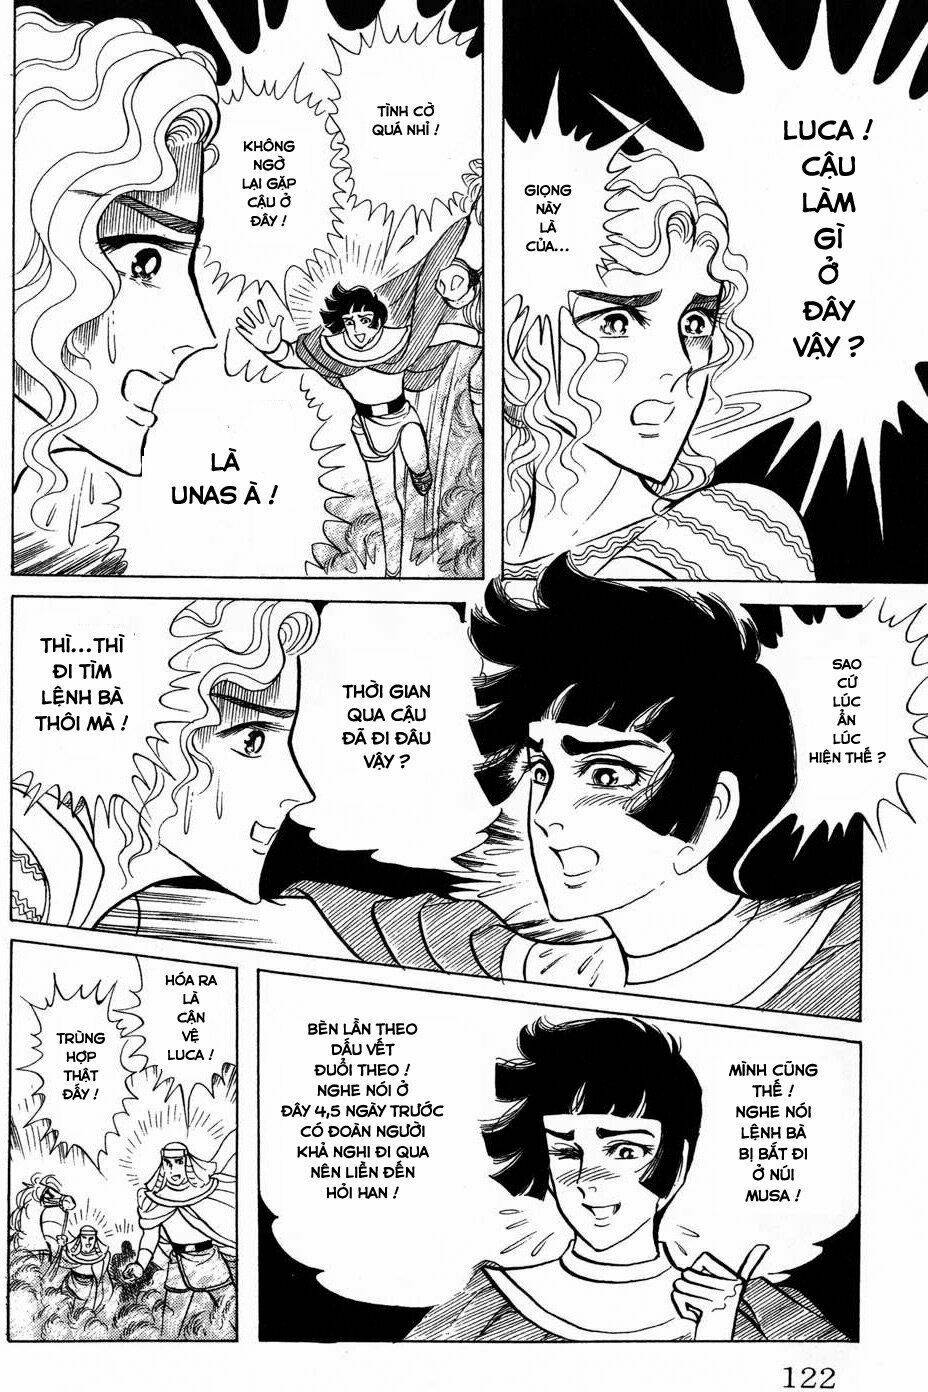 LUCA !
CẬU
LÀM
GÌ
Ở
ĐÂY
VẬY ?
GIỌNG
NÀY
LÀ
CỦA...
TÌNH CỜ
QUÁ NHỈ !
KHÔNG
NGỜ
LẠI GẶP
CẬU Ở
ĐÂY !
LÀ
UNAS À !
SAO
CỨ
LÚC
ẨN
LÚC
HIỆN THẾ ?
THỜI GIAN
QUA CẬU
ĐÃ ĐI ĐÂU
VẬY ?
THÌ...THÌ
ĐI TÌM
LỆNH BÀ
THÔI MÀ !
MÌNH CŨNG
THẾ !
NGHE NÓI
LỆNH BÀ
BỊ BẮT ĐI
Ở NÚI
MUSA !
BÈN LẦN THEO
DẤU VẾT
ĐUỔI THEO !
NGHE NÓI Ở
ĐÂY 4,5 NGÀY TRƯỚC
CÓ ĐOÀN NGƯỜI
KHẢ NGHI ĐI QUA
NÊN LIỀN ĐẾN
HỎI HAN !
HÓA RA
LÀ
CẬN
VỆ
LUCA !
TRÙNG
HỢP
THẬT
ĐẤY !
122